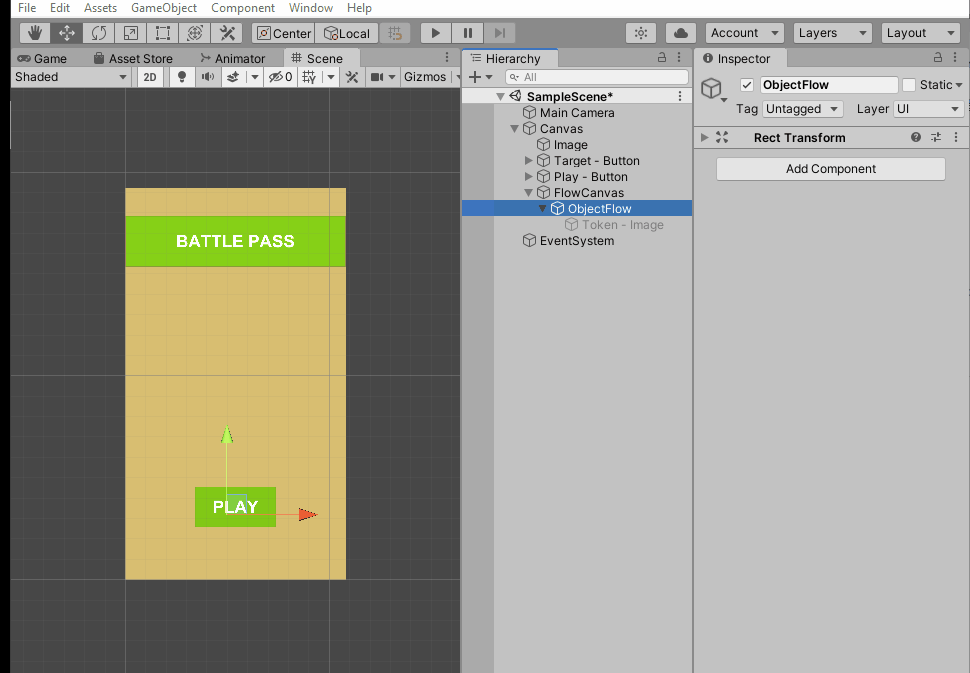 File Edit Assets GameObject Component Window Help
Center Local Account Layers Layout
Game Asset Store Animator Scene
Shaded 2D 0 Gizmos
BATTLE PASS
PLAY
Hierarchy
All
SampleScene*
Main Camera
Canvas
Image
Target - Button
Play - Button
FlowCanvas
ObjectFlow
Token - Image
EventSystem
Inspector
ObjectFlow Static
Tag Untagged Layer UI
Rect Transform
Add Component